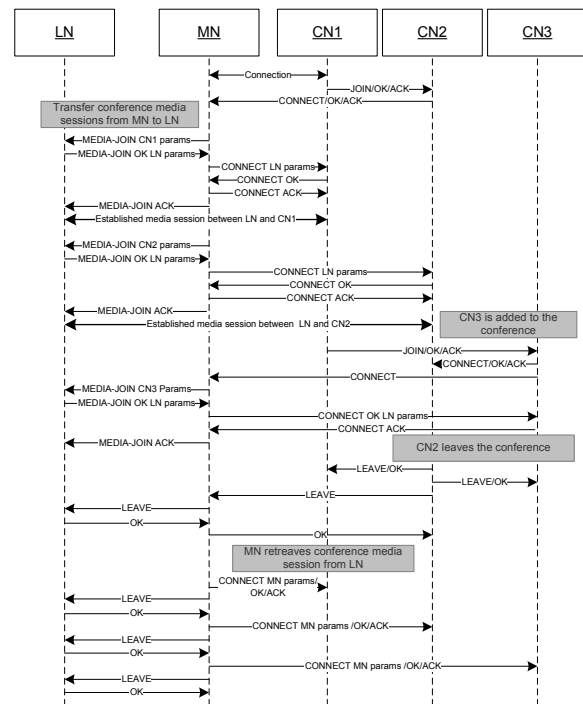 LN
MN
CN1
CN2
CN3
Connection
JOIN/OK/ACK
CONNECT/OK/ACK
Transfer conference media
sessions from MN to LN
MEDIA-JOIN CN1 params
MEDIA-JOIN OK LN params
CONNECT LN params
CONNECT OK
CONNECT ACK
MEDIA-JOIN ACK
Established media session between LN and CN1
MEDIA-JOIN CN2 params
MEDIA-JOIN OK LN params
CONNECT LN params
CONNECT OK
CONNECT ACK
MEDIA-JOIN ACK
Established media session between LN and CN2
CN3 is added to the
conference
JOIN/OK/ACK
CONNECT/OK/ACK
CONNECT
MEDIA-JOIN CN3 Params
MEDIA-JOIN OK LN params
CONNECT OK LN params
CONNECT ACK
MEDIA-JOIN ACK
CN2 leaves the conference
LEAVE/OK
LEAVE/OK
LEAVE
LEAVE
OK
OK
MN retreaves conference media
session from LN
CONNECT MN params/
OK/ACK
LEAVE
OK
CONNECT MN params /OK/ACK
LEAVE
OK
CONNECT MN params /OK/ACK
LEAVE
OK